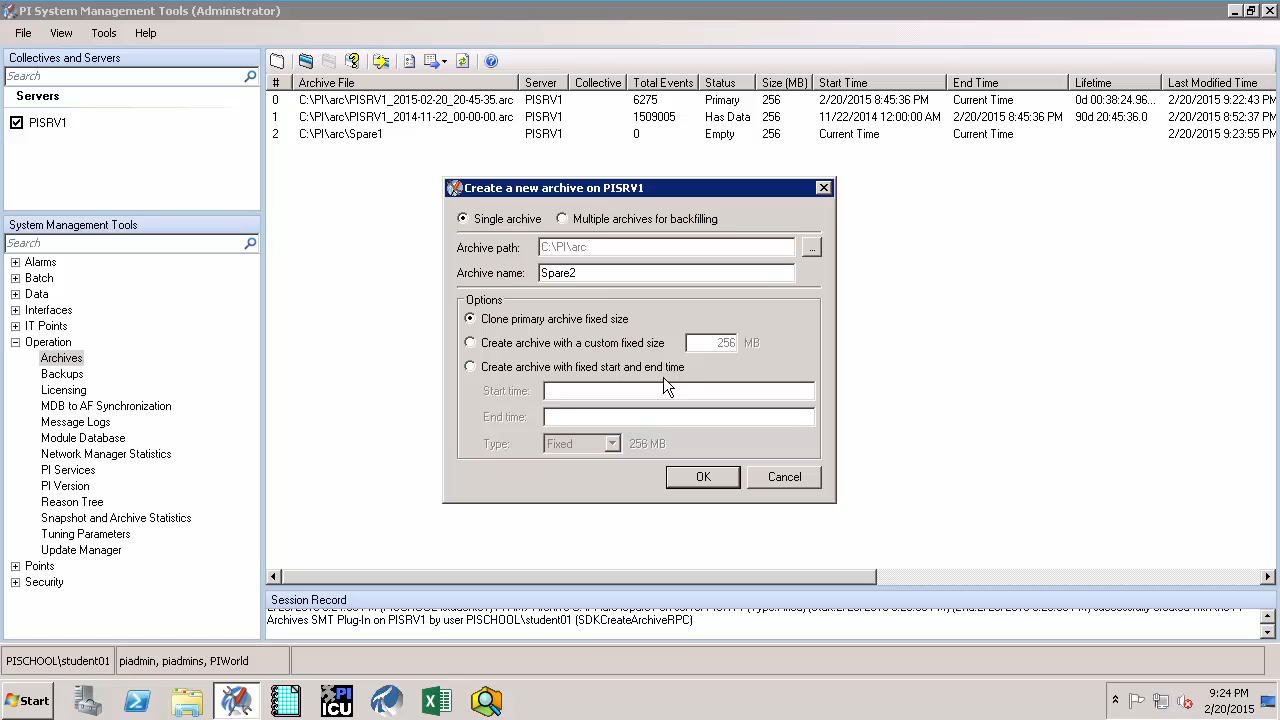 PI System Management Tools (Administrator)
File View Tools Help
Collectives and Servers
Search
Servers
PISRV1
System Management Tools
Search
Alarms
Batch
Data
Interfaces
IT Points
Operation
Archives
Backups
Licensing
MDB to AF Synchronization
Message Logs
Module Database
Network Manager Statistics
PI Services
PI Version
Reason Tree
Snapshot and Archive Statistics
Tuning Parameters
Update Manager
Points
Security
# Archive File Server Collective Total Events Status Size (MB) Start Time End Time Lifetime Last Modified Time
0 C:\PI\arc\PISRV1_2015-02-20_20-45-35.arc PISRV1 6275 Primary 256 2/20/2015 8:45:36 PM Current Time 0d 00:38:24.96... 2/20/2015 9:22:43 PM
1 C:\PI\arc\PISRV1_2014-11-22_00-00-00.arc PISRV1 1509005 Has Data 256 11/22/2014 12:00:00 AM 2/20/2015 8:45:36 PM 90d 20:45:36.0 2/20/2015 8:52:37 PM
2 C:\PI\arc\Spare1 PISRV1 0 Empty 256 Current Time Current Time 2/20/2015 9:23:55 PM
Create a new archive on PISRV1
Single archive Multiple archives for backfilling
Archive path: C:\PI\arc ...
Archive name: Spare2
Options
Clone primary archive fixed size
Create archive with a custom fixed size 256 MB
Create archive with fixed start and end time
Start time:
End time:
Type: Fixed 256 MB
OK Cancel
Session Record
Archives SMT Plug-In on PISRV1 by user PISCHOOL\student01 (SDKCreateArchiveRPC)
PISCHOOL\student01 piadmin, piadmins, PIWorld
Start PI ICU 9:24 PM
2/20/2015